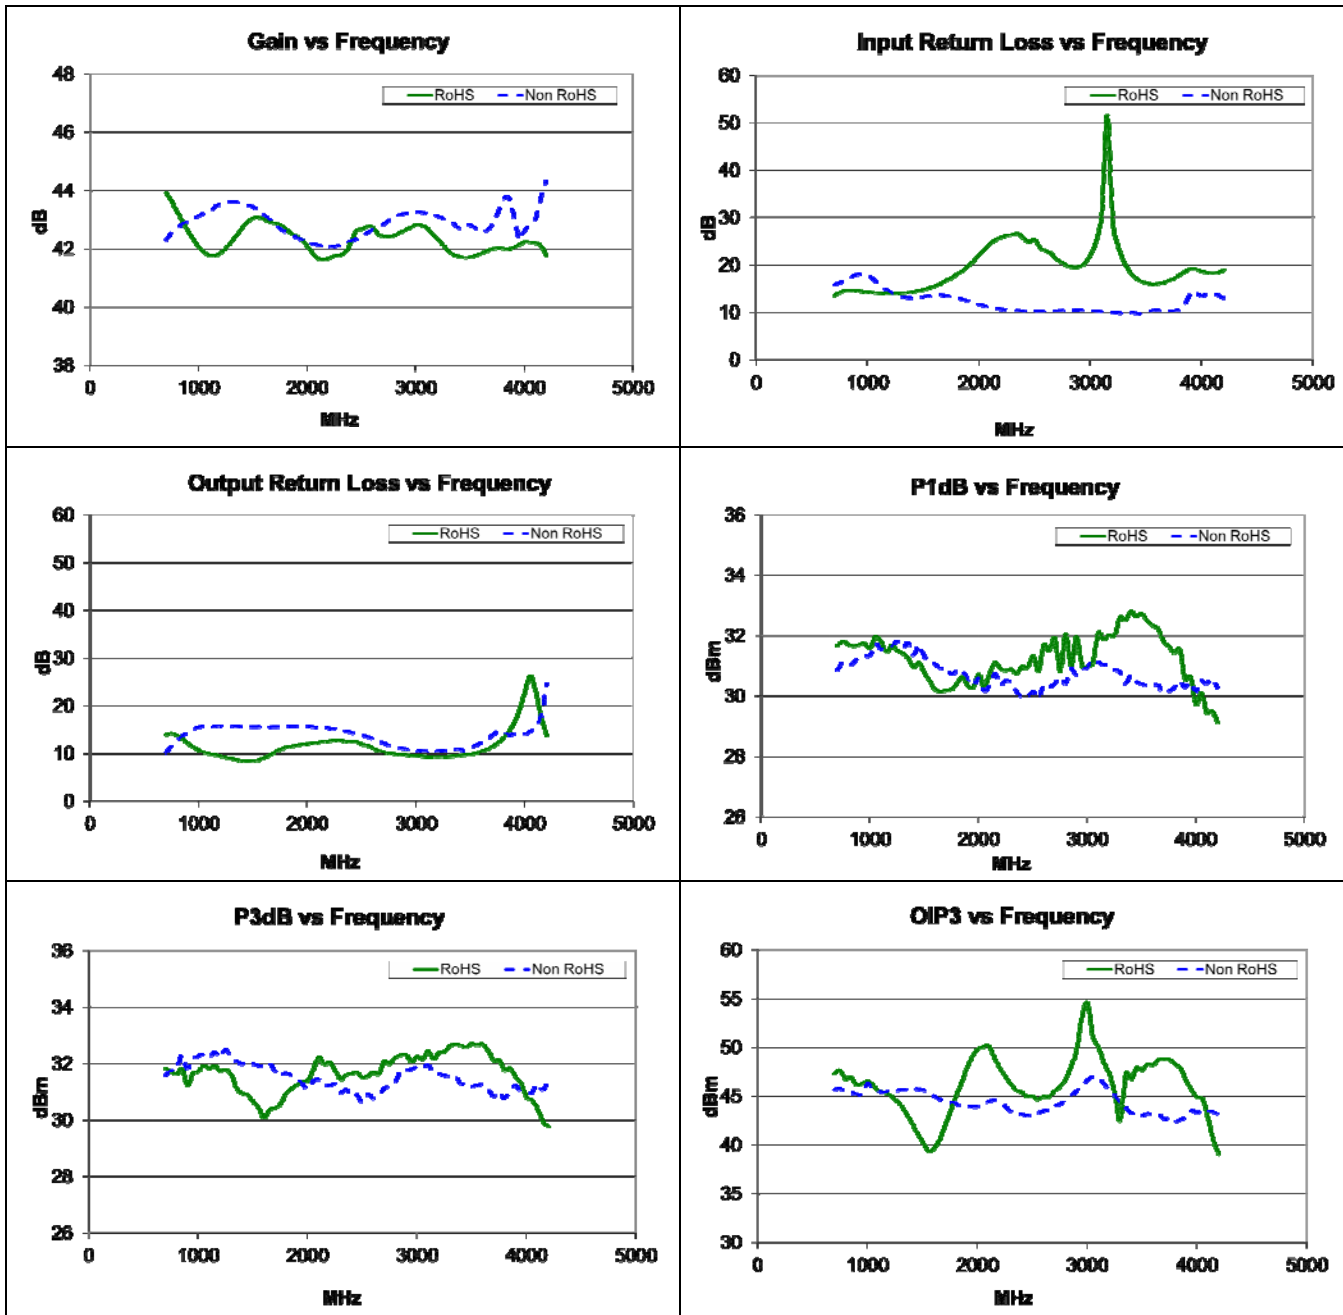 Gain vs Frequency
48
46
44
42
40
38
dB
RoHS Non RoHS
0 1000 2000 3000 4000 5000
MHz
Input Return Loss vs Frequency
60
50
40
30
20
10
0
dB
RoHS Non RoHS
0 1000 2000 3000 4000 5000
MHz
Output Return Loss vs Frequency
60
50
40
30
20
10
0
dB
RoHS Non RoHS
0 1000 2000 3000 4000 5000
MHz
P1dB vs Frequency
36
34
32
30
28
26
dBm
RoHS Non RoHS
0 1000 2000 3000 4000 5000
MHz
P3dB vs Frequency
36
34
32
30
28
26
dBm
RoHS Non RoHS
0 1000 2000 3000 4000 5000
MHz
OIP3 vs Frequency
60
55
50
45
40
35
30
dBm
RoHS Non RoHS
0 1000 2000 3000 4000 5000
MHz